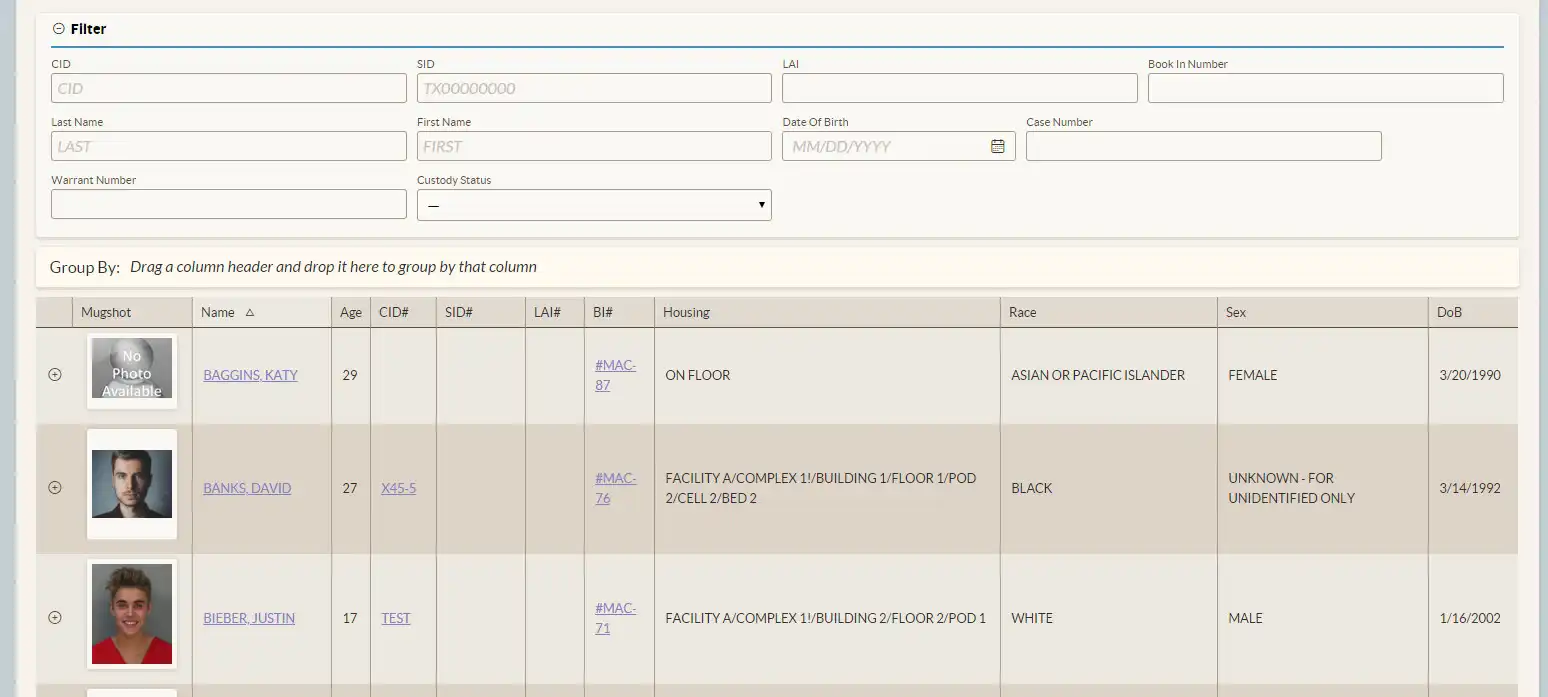 Filter
CID SID LAI Book In Number
CID TX00000000
Last Name First Name Date Of Birth Case Number
LAST FIRST MM/DD/YYYY
Warrant Number Custody Status
—
Group By: Drag a column header and drop it here to group by that column
Mugshot Name Age CID# SID# LAI# BI# Housing Race Sex DoB
No
Photo
Available
BAGGINS, KATY 29 #MAC-
87 ON FLOOR ASIAN OR PACIFIC ISLANDER FEMALE 3/20/1990
BANKS, DAVID 27 X45-5 #MAC-
76 FACILITY A/COMPLEX 1!/BUILDING 1/FLOOR 1/POD
2/CELL 2/BED 2 BLACK UNKNOWN - FOR
UNIDENTIFIED ONLY 3/14/1992
BIEBER, JUSTIN 17 TEST #MAC-
71 FACILITY A/COMPLEX 1!/BUILDING 2/FLOOR 2/POD 1 WHITE MALE 1/16/2002